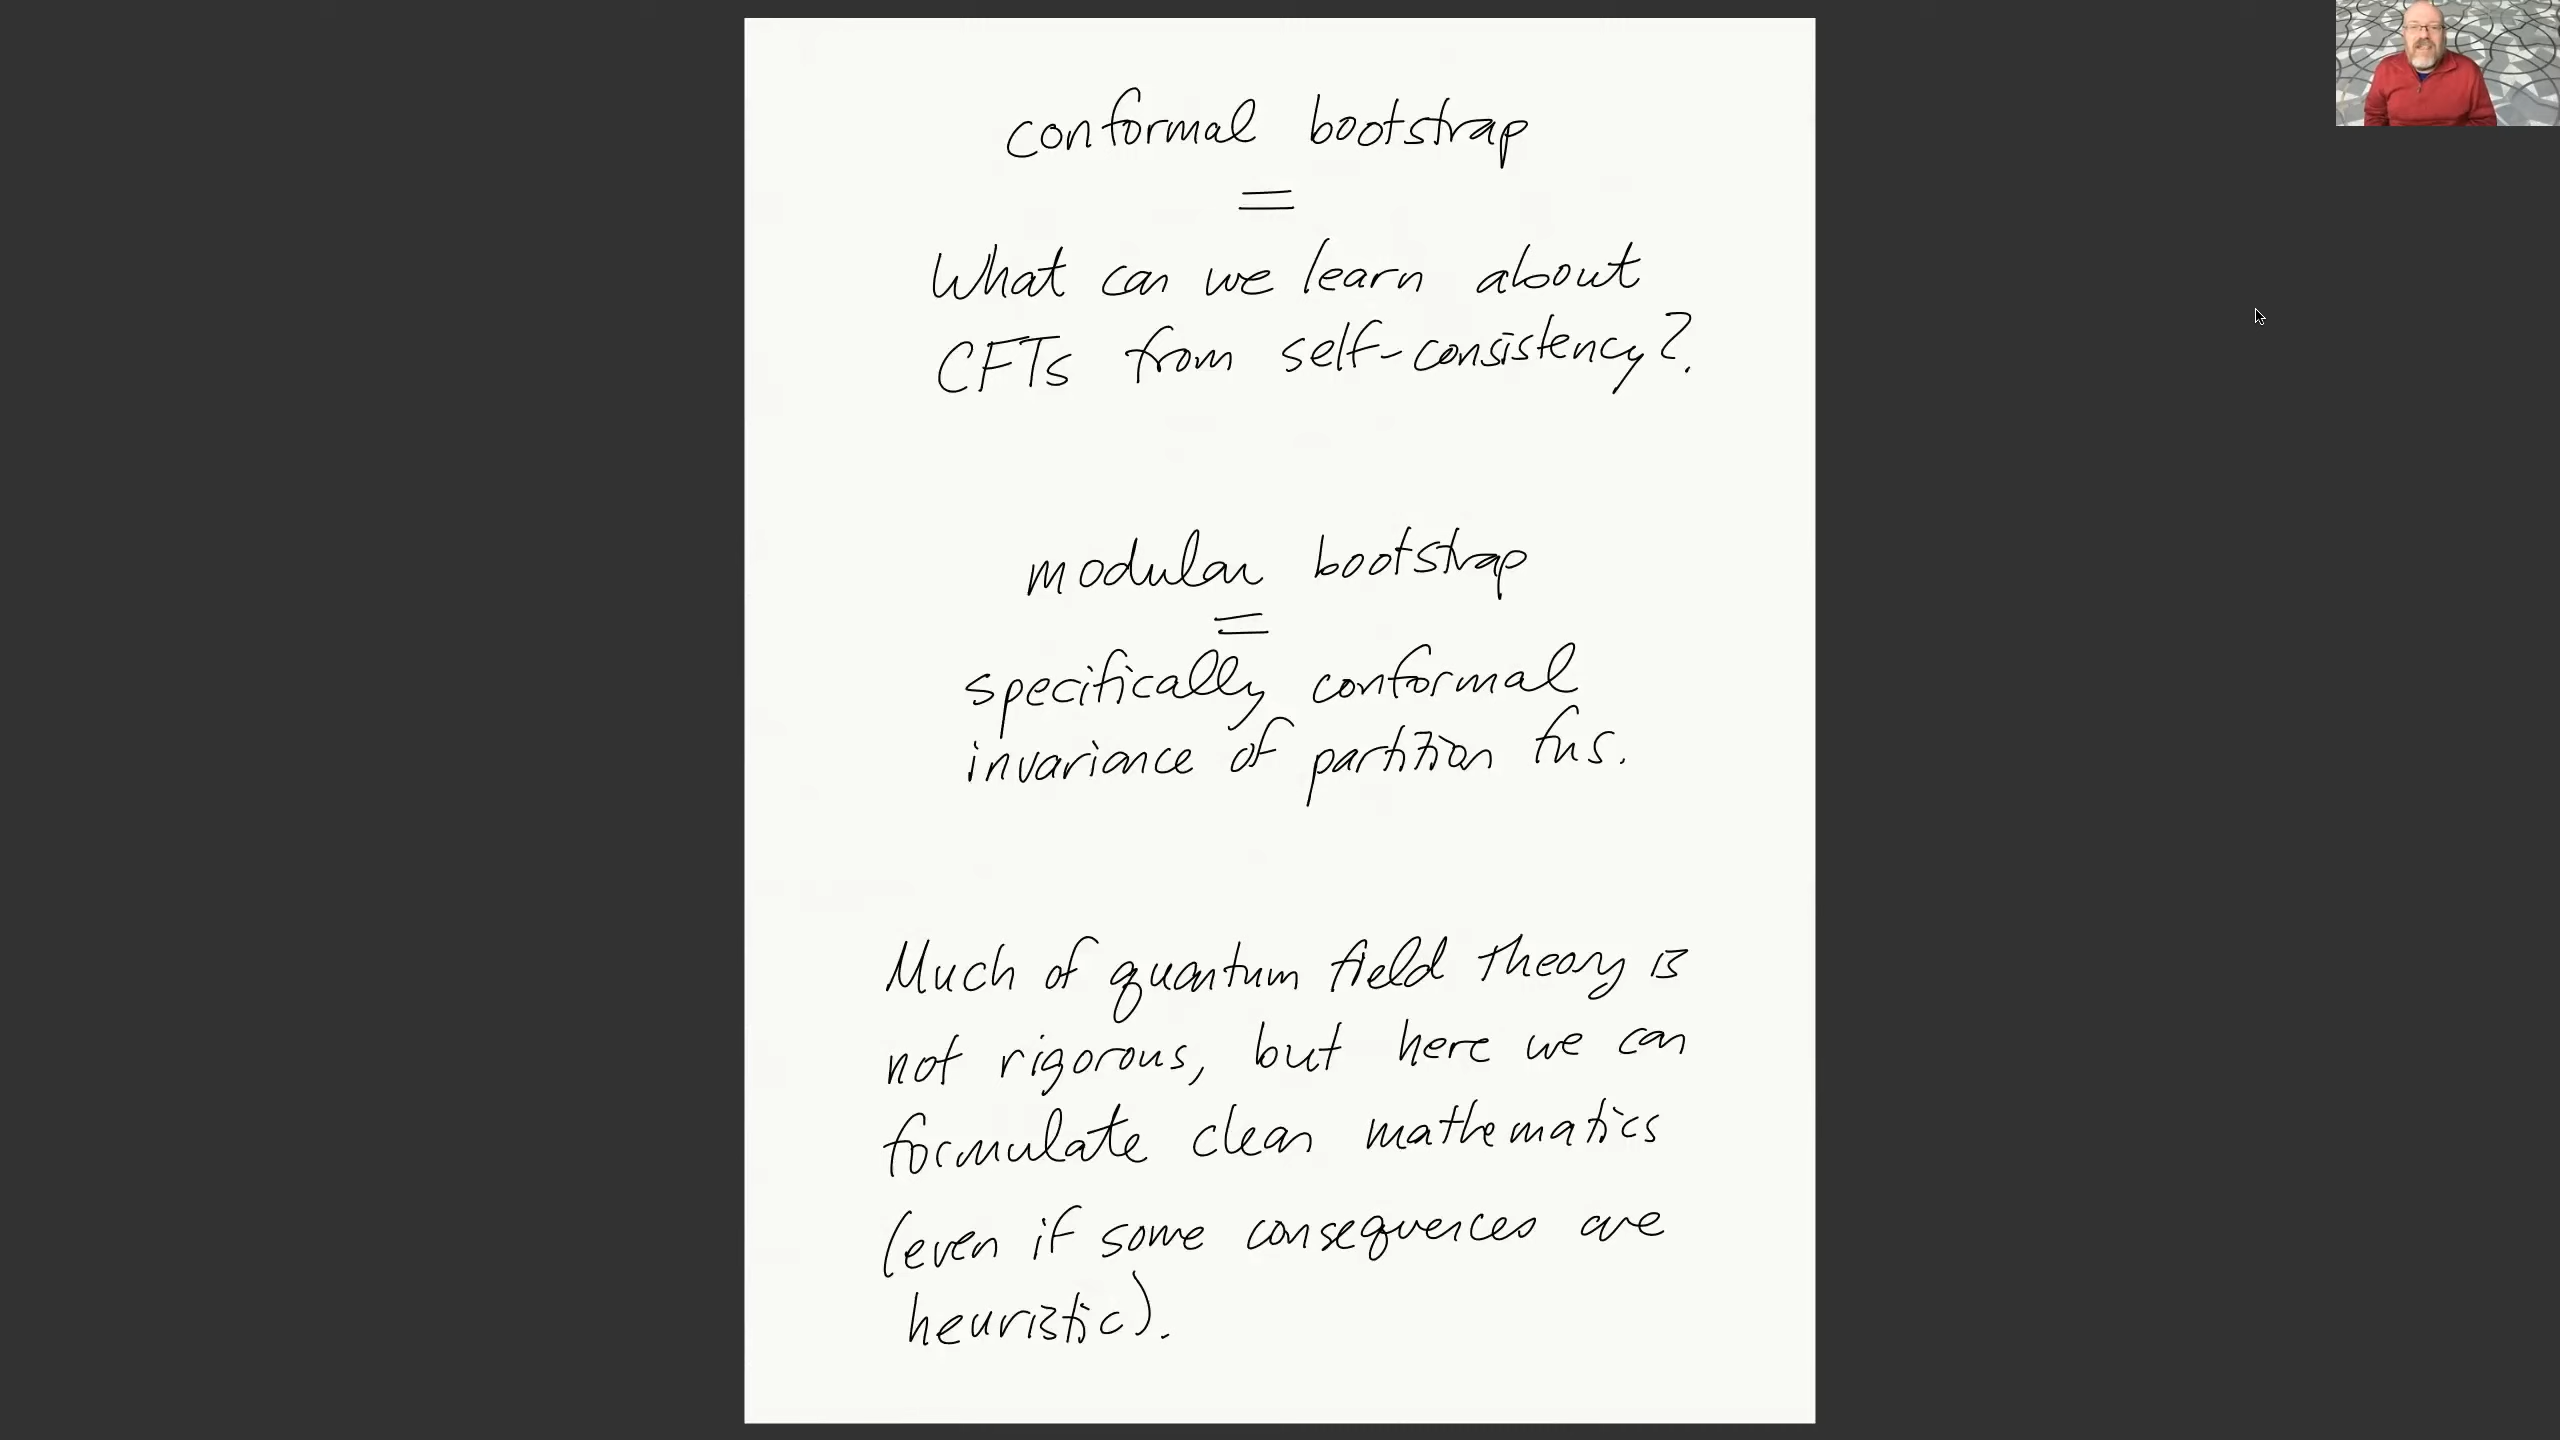 conformal bootstrap
=
What can we learn about
CFTs from self-consistency?
modular bootstrap
=
specifically conformal
invariance of partition fns.
Much of quantum field theory is
not rigorous, but here we can
formulate clean mathematics
(even if some consequences are
heuristic).